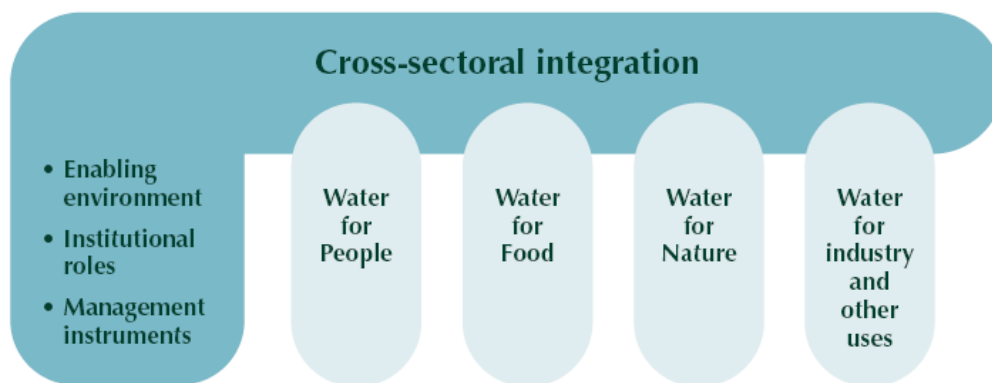 Cross-sectoral integration
• Enabling
environment
• Institutional
roles
• Management
instruments
Water
for
People
Water
for
Food
Water
for
Nature
Water
for
industry
and
other
uses